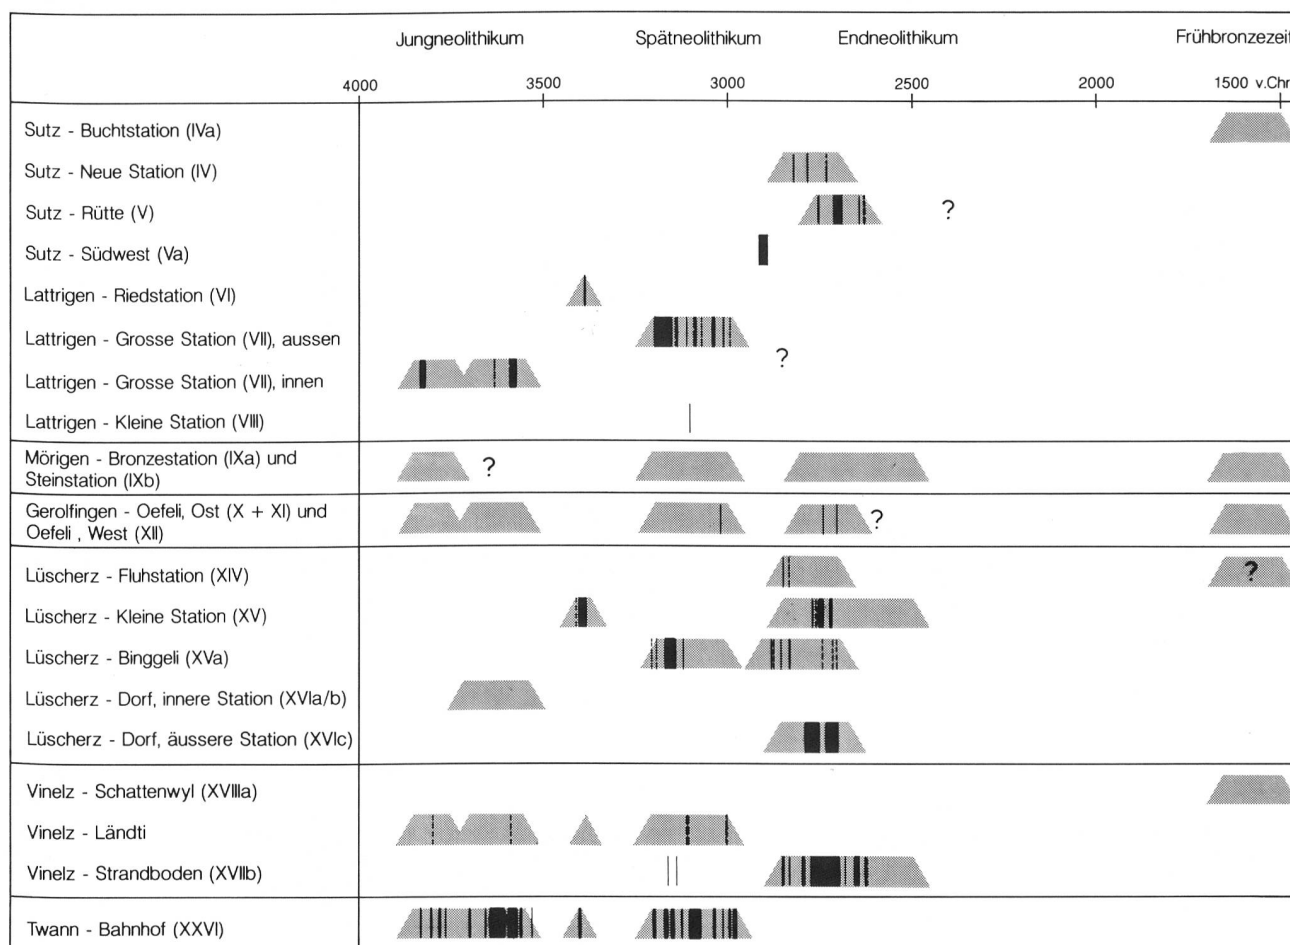 Jungneolithikum Spätneolithikum Endneolithikum Frühbronzezeit
4000 3500 3000 2500 2000 1500 v.Chr
Sutz - Buchtstation (IVa)
Sutz - Neue Station (IV)
Sutz - Rütte (V) ?
Sutz - Südwest (Va)
Lattrigen - Riedstation (VI)
Lattrigen - Grosse Station (VII), aussen
?
Lattrigen - Grosse Station (VII), innen
Lattrigen - Kleine Station (VIII)
Mörigen - Bronzestation (IXa) und
Steinstation (IXb) ?
Gerolfingen - Oefeli, Ost (X + XI) und
Oefeli , West (XII) ?
Lüscherz - Fluhstation (XIV) ?
Lüscherz - Kleine Station (XV)
Lüscherz - Binggeli (XVa)
Lüscherz - Dorf, innere Station (XVIa/b)
Lüscherz - Dorf, äussere Station (XVIc)
Vinelz - Schattenwyl (XVIIIa)
Vinelz - Ländti
Vinelz - Strandboden (XVIIb)
Twann - Bahnhof (XXVI)